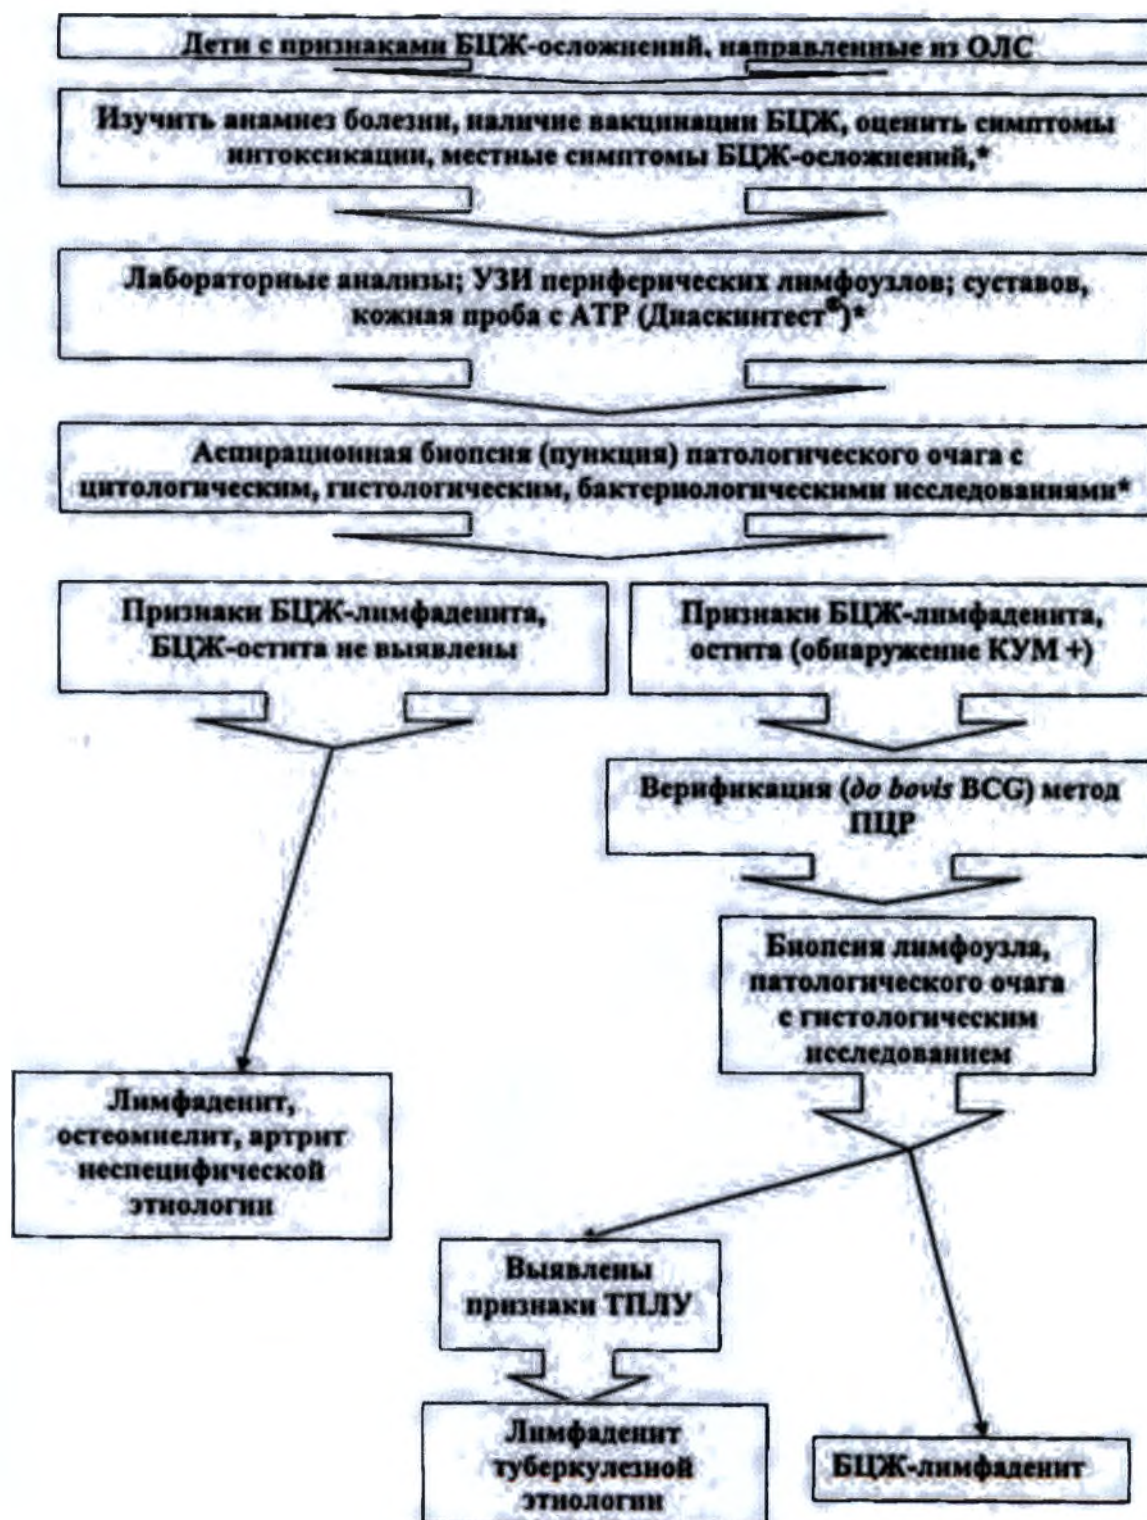 Дети с признаками БЦЖ-осложнений, направленные из ОЛС
Изучить анамнез болезни, наличие вакцинации БЦЖ, оценить симптомы
интоксикации, местные симптомы БЦЖ-осложнений,*
Лабораторные анализы; УЗИ периферических лимфоузлов; суставов,
кожная проба с АТР (Диаскинтест®)*
Аспирационная биопсия (пункция) патологического очага с
цитологическим, гистологическим, бактериологическими исследованиями*
Признаки БЦЖ-лимфаденита,
БЦЖ-остита не выявлены
Признаки БЦЖ-лимфаденита,
остита (обнаружение КУМ +)
Верификация (до bovis BCG) метод
ПЦР
Биопсия лимфоузла,
патологического очага
с гистологическим
исследованием
Лимфаденит,
остеомиелит, артрит
неспецифической
этиологии
Выявлены
признаки ТПЛУ
Лимфаденит
туберкулезной
этиологии
БЦЖ-лимфаденит